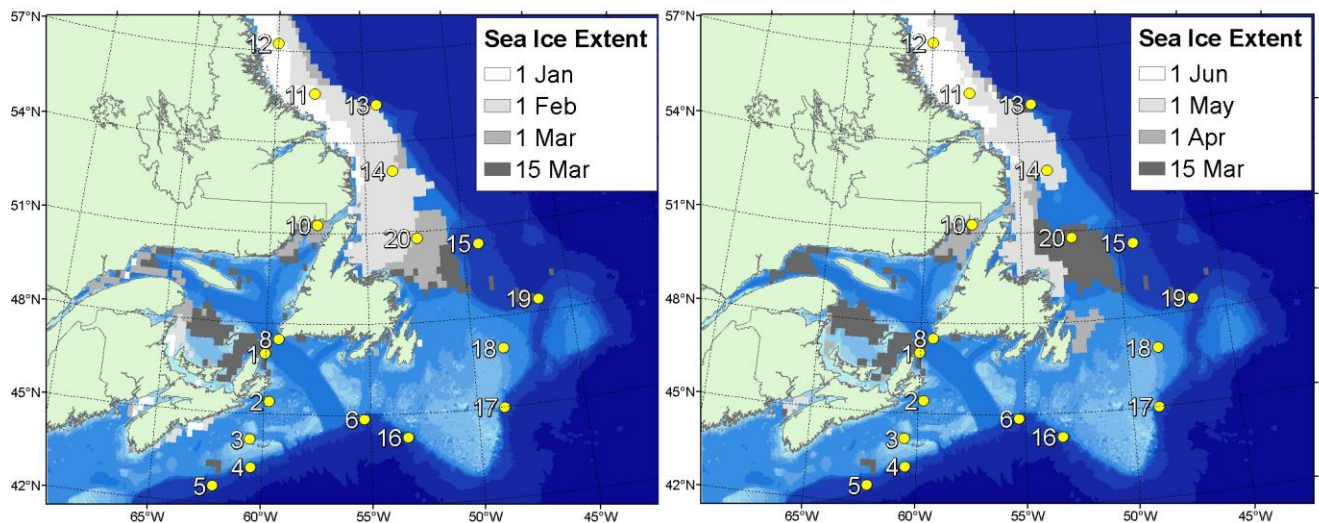 57°N
54°N
51°N
48°N
45°N
42°N
65°W
60°W
55°W
50°W
45°W
Sea Ice Extent
1 Jan
1 Feb
1 Mar
15 Mar
12
11
13
14
10
20
15
19
8
1
18
2
17
6
3
16
4
5
57°N
54°N
51°N
48°N
45°N
42°N
65°W
60°W
55°W
50°W
45°W
Sea Ice Extent
1 Jun
1 May
1 Apr
15 Mar
12
11
13
14
10
20
15
19
8
1
18
2
17
6
3
16
4
5